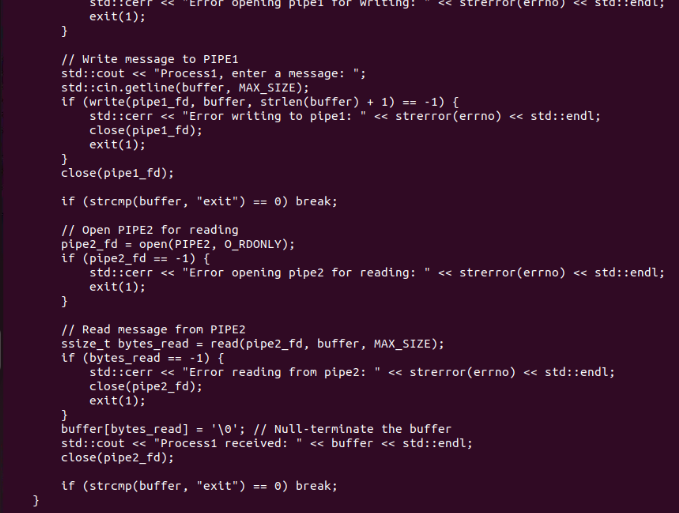 std::cerr << "Error opening pipe1 for writing: " << strerror(errno) << std::endl;
exit(1);
}
// Write message to PIPE1
std::cout << "Process1, enter a message: ";
std::cin.getline(buffer, MAX_SIZE);
if (write(pipe1_fd, buffer, strlen(buffer) + 1) == -1) {
std::cerr << "Error writing to pipe1: " << strerror(errno) << std::endl;
close(pipe1_fd);
exit(1);
}
close(pipe1_fd);
if (strcmp(buffer, "exit") == 0) break;
// Open PIPE2 for reading
pipe2_fd = open(PIPE2, O_RDONLY);
if (pipe2_fd == -1) {
std::cerr << "Error opening pipe2 for reading: " << strerror(errno) << std::endl;
exit(1);
}
// Read message from PIPE2
ssize_t bytes_read = read(pipe2_fd, buffer, MAX_SIZE);
if (bytes_read == -1) {
std::cerr << "Error reading from pipe2: " << strerror(errno) << std::endl;
close(pipe2_fd);
exit(1);
}
buffer[bytes_read] = '\0'; // Null-terminate the buffer
std::cout << "Process1 received: " << buffer << std::endl;
close(pipe2_fd);
if (strcmp(buffer, "exit") == 0) break;
}